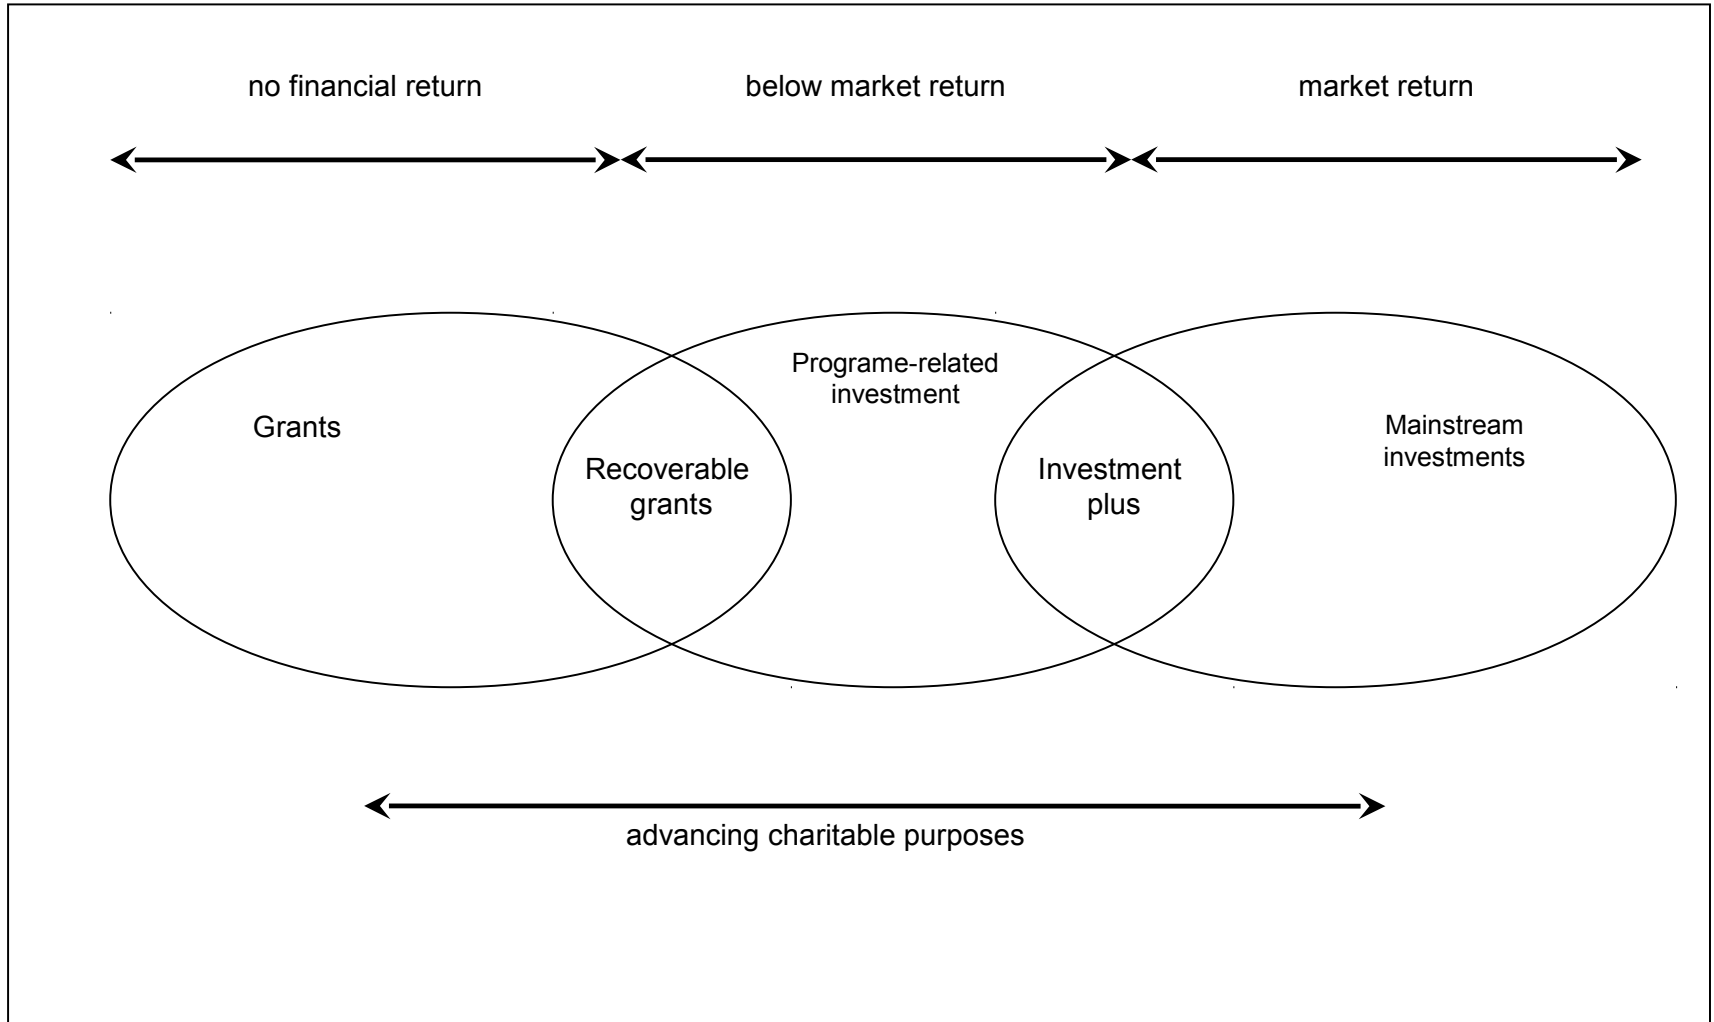 no financial return
below market return
market return
Programe-related
investment
Grants
Mainstream
investments
Recoverable
grants
Investment
plus
advancing charitable purposes